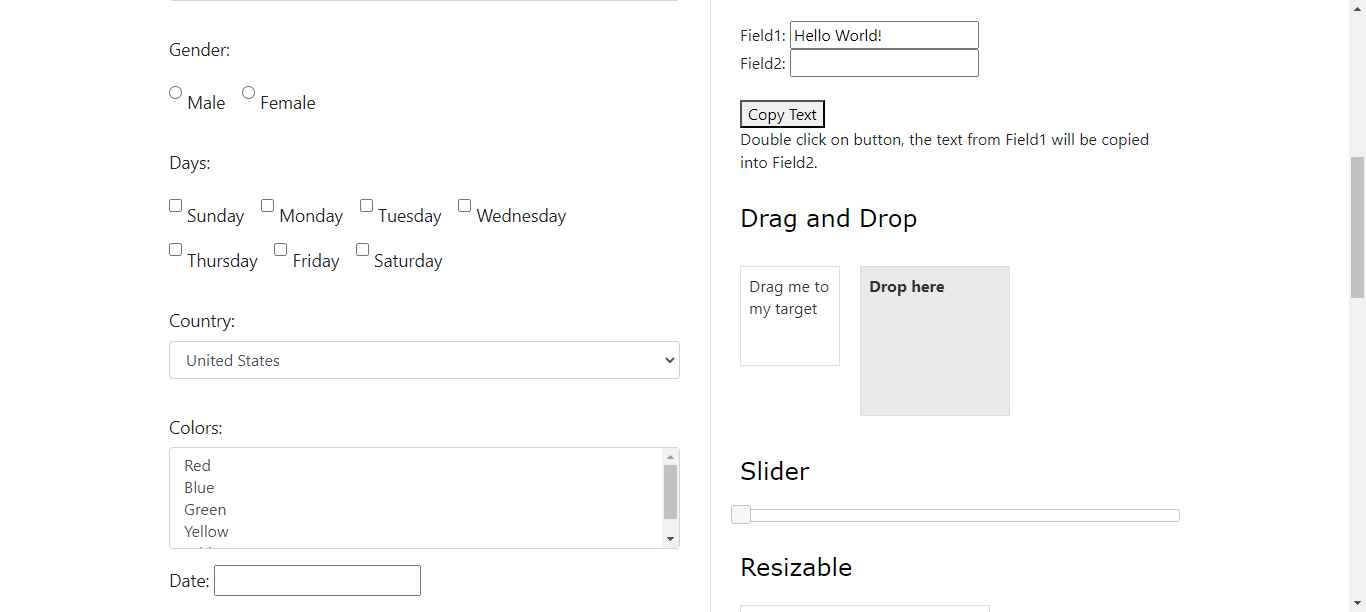 Gender:
Male Female
Days:
Sunday Monday Tuesday Wednesday
Thursday Friday Saturday
Country:
United States
Colors:
Red
Blue
Green
Yellow
Date:
Field1: Hello World!
Field2:
Copy Text
Double click on button, the text from Field1 will be copied
into Field2.
Drag and Drop
Drag me to
my target
Drop here
Slider
Resizable